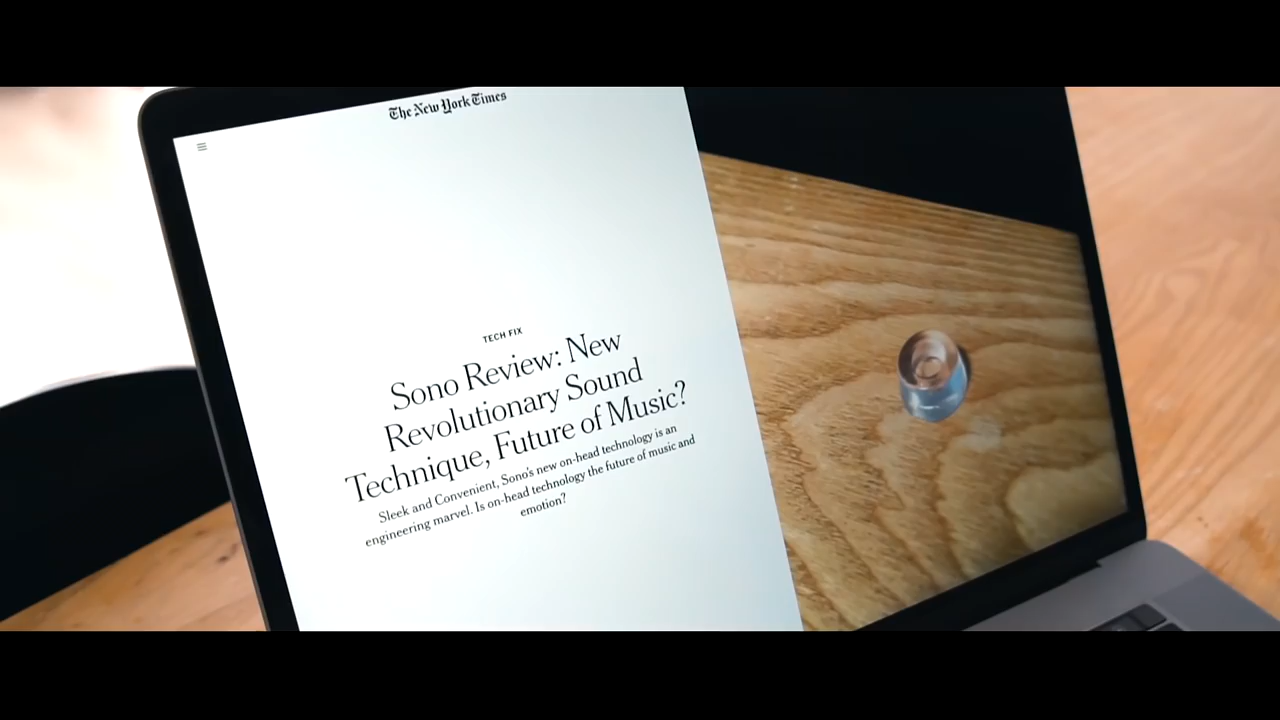 The New York Times
TECH FIX
Sono Review: New
Revolutionary Sound
Technique, Future of Music?
Sleek and Convenient, Sono's new on-head technology is an
engineering marvel. Is on-head technology the future of music and
emotion?